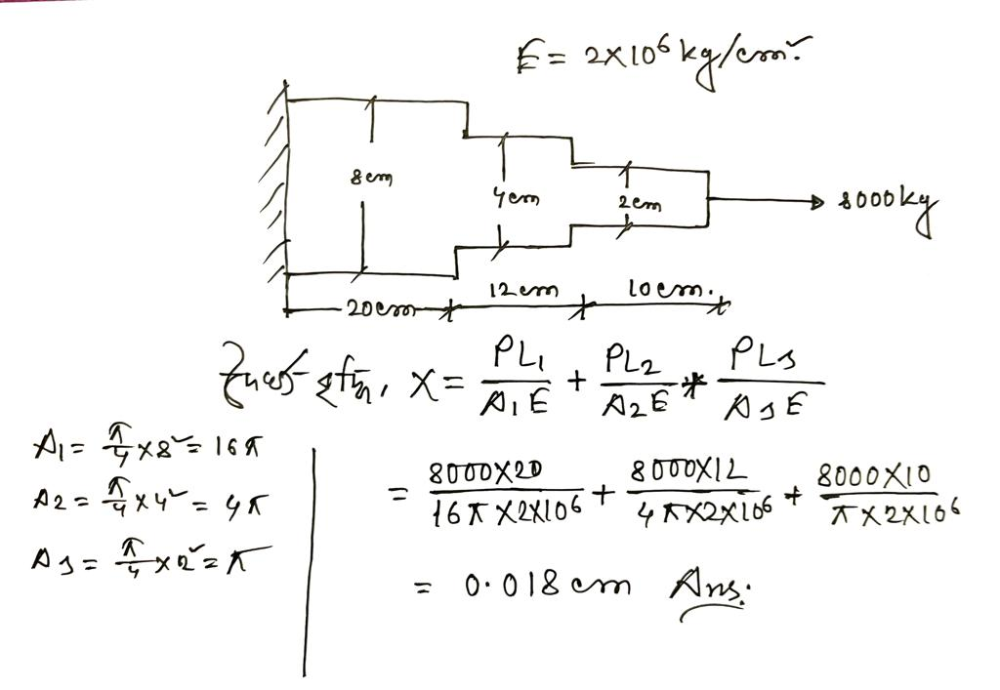 E = 2×10⁶ kg/cm²
8cm
4cm
2cm
8000kg
20cm
12cm
10cm.
X = PL₁/A₁E + PL₂/A₂E * PL₃/A₃E
A₁ = π/4 × 8² = 16π
A2 = π/4 × 4² = 4π
A3 = π/4 × 2² = π
= 8000×20/16π×2×10⁶ + 8000×12/4π×2×10⁶ + 8000×10/π×2×10⁶
= 0.018 cm Ans.